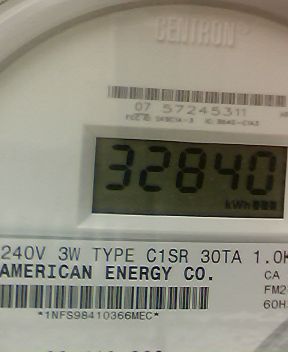 CENTRON
07 57245311
32840
kWh
240V 3W TYPE C1SR 30TA 1.0K
AMERICAN ENERGY CO.
CA
FM2
60H
*1NFS98410366MEC*